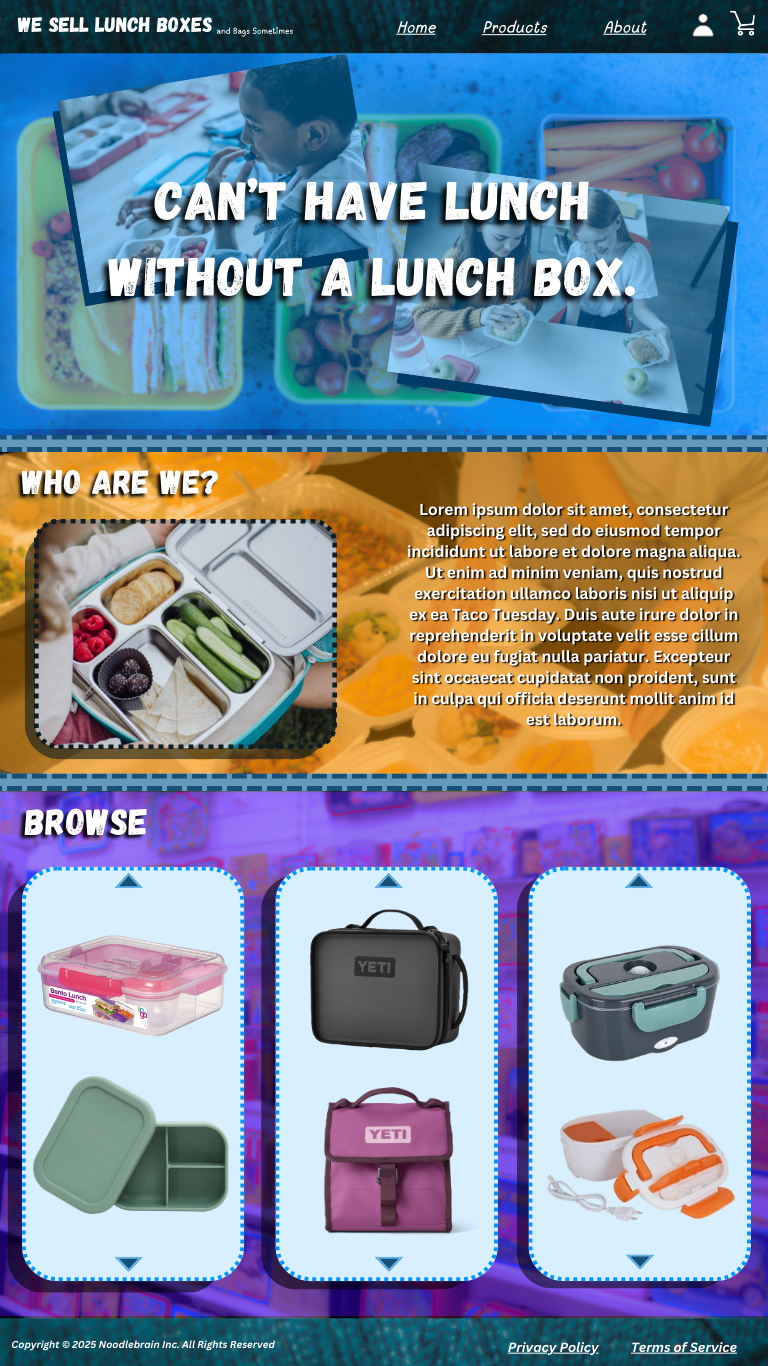 WE SELL LUNCH BOXES and Bags Sometimes
Home Products About
CAN'T HAVE LUNCH
WITHOUT A LUNCH BOX.
WHO ARE WE?
Lorem ipsum dolor sit amet, consectetur
adipiscing elit, sed do eiusmod tempor
incididunt ut labore et dolore magna aliqua.
Ut enim ad minim veniam, quis nostrud
exercitation ullamco laboris nisi ut aliquip
ex ea Taco Tuesday. Duis aute irure dolor in
reprehenderit in voluptate velit esse cillum
dolore eu fugiat nulla pariatur. Excepteur
sint occaecat cupidatat non proident, sunt
in culpa qui officia deserunt mollit anim id
est laborum.
BROWSE
Bento Lunch
YETI
YETI
Copyright © 2025 Noodlebrain Inc. All Rights Reserved
Privacy Policy Terms of Service